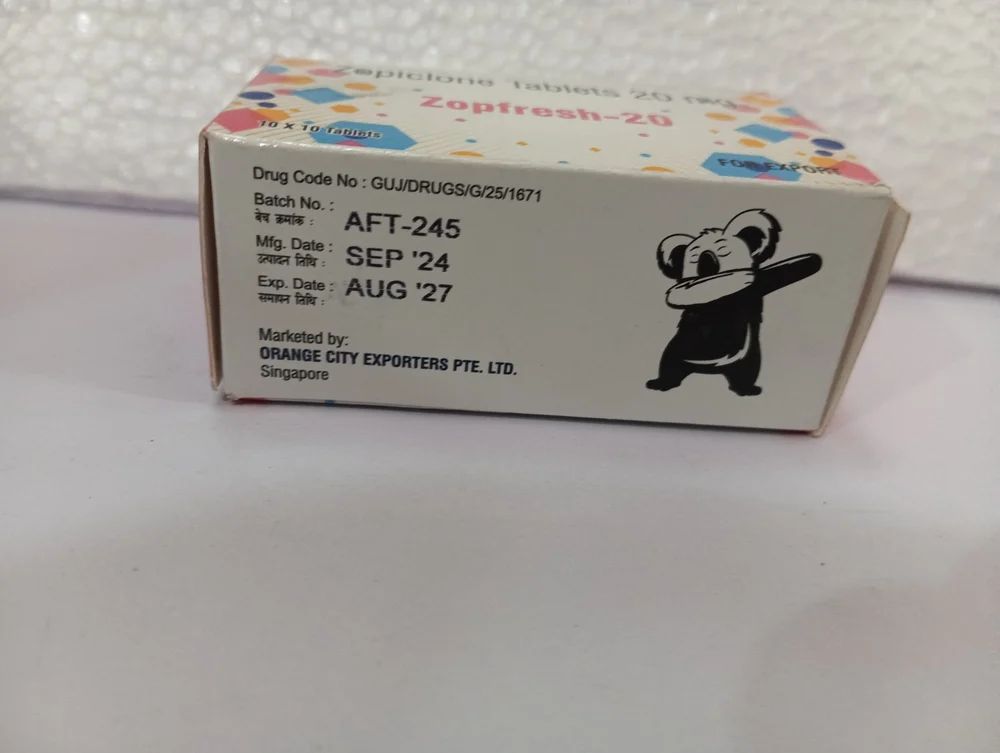 Zopiclone Tablets 20 mg
Zopfresh-20
10 X 10 Tablets
FOR EXPORT
Drug Code No : GUJ/DRUGS/G/25/1671
Batch No. :
बेच क्रमांक : AFT-245
Mfg. Date :
उत्पादन तिथि : SEP '24
Exp. Date :
समापन तिथि : AUG '27
Marketed by:
ORANGE CITY EXPORTERS PTE. LTD.
Singapore